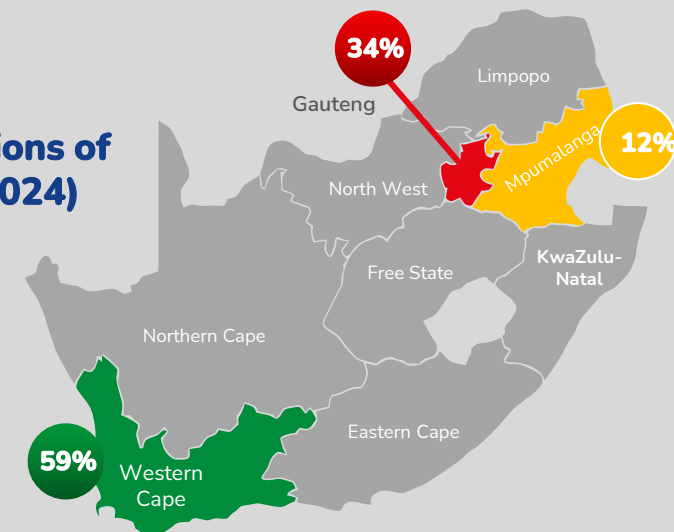 34%
Limpopo
Gauteng
ions of
024)
Mpumalanga
12%
North West
KwaZulu-
Natal
Free State
Northern Cape
Eastern Cape
59%
Western
Cape